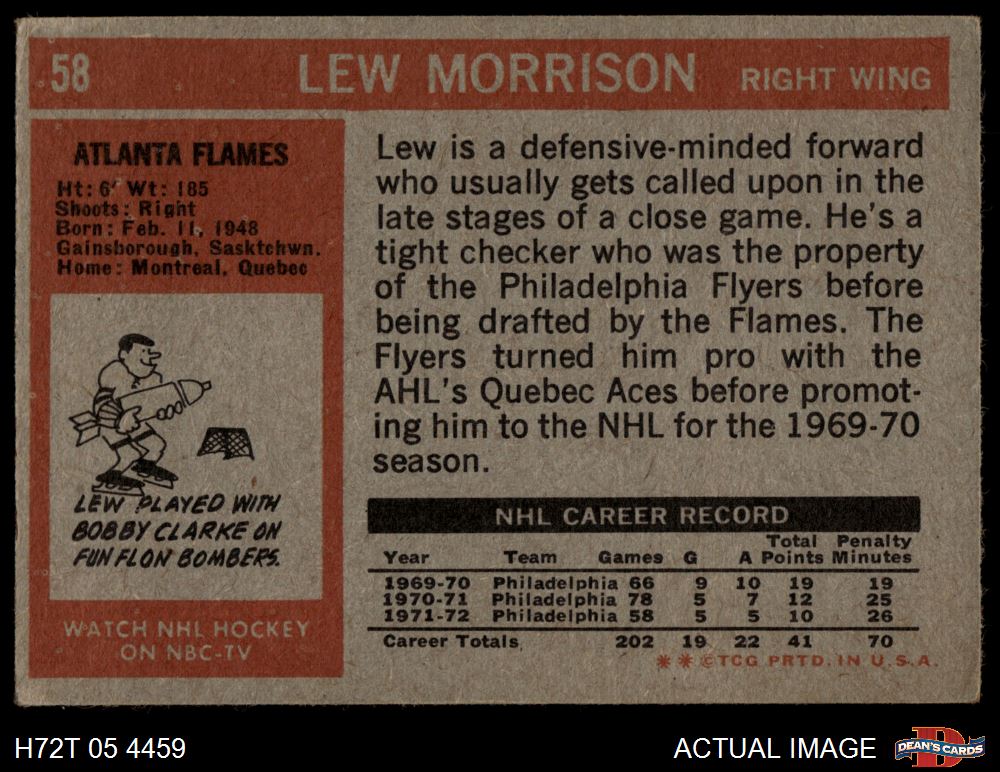 58 LEW MORRISON RIGHT WING
ATLANTA FLAMES
Ht: 6' Wt: 185
Shoots: Right
Born: Feb. 11, 1948
Gainsborough, Sasktchwn.
Home: Montreal, Quebec
LEW PLAYED WITH
BOBBY CLARKE ON
FUN FLON BOMBERS.
WATCH NHL HOCKEY
ON NBC-TV
Lew is a defensive-minded forward
who usually gets called upon in the
late stages of a close game. He's a
tight checker who was the property
of the Philadelphia Flyers before
being drafted by the Flames. The
Flyers turned him pro with the
AHL's Quebec Aces before promot-
ing him to the NHL for the 1969-70
season.
NHL CAREER RECORD
Total Penalty
Year Team Games G A Points Minutes
1969-70 Philadelphia 66 9 10 19 19
1970-71 Philadelphia 78 5 7 12 25
1971-72 Philadelphia 58 5 5 10 26
Career Totals 202 19 22 41 70
* * ©TCG PRTD. IN U.S.A.
H72T 05 4459
ACTUAL IMAGE
D
DEAN'S CARDS